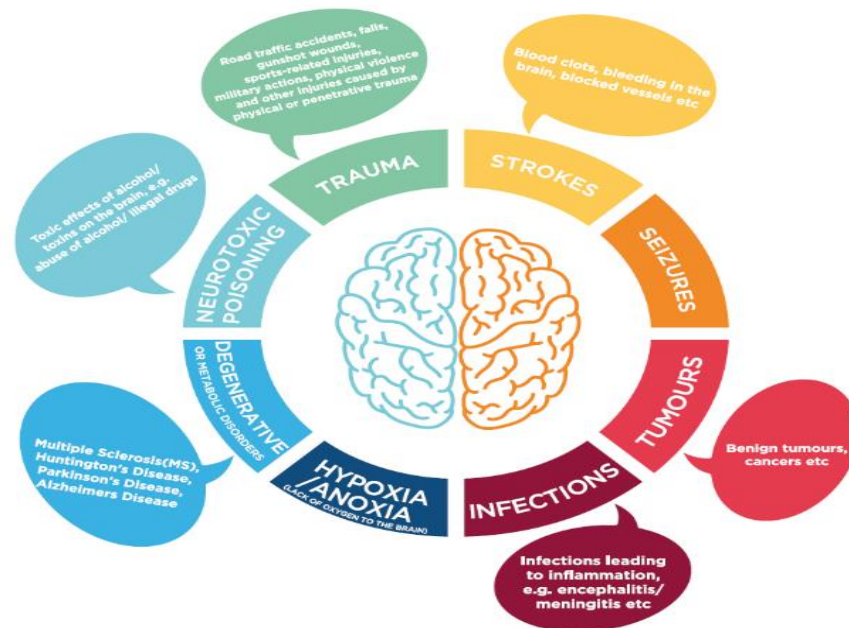 Road traffic accidents, falls,
gunshot wounds,
sports-related injuries,
military actions, physical violence
and other injuries caused by
physical or penetrative trauma
Blood clots, bleeding in the
brain, blocked vessels etc
TRAUMA
STROKES
Toxic effects of alcohol/
toxins on the brain, e.g.
abuse of alcohol/ illegal drugs
NEUROTOXIC
POISONING
SEIZURES
DEGENERATIVE
OR METABOLIC DISORDERS
TUMOURS
Multiple Sclerosis(MS),
Huntington's Disease,
Parkinson's Disease,
Alzheimers Disease
Benign tumours,
cancers etc
HYPOXIA
/ANOXIA
(LACK OF OXYGEN TO THE BRAIN)
INFECTIONS
Infections leading
to inflammation,
e.g. encephalitis/
meningitis etc